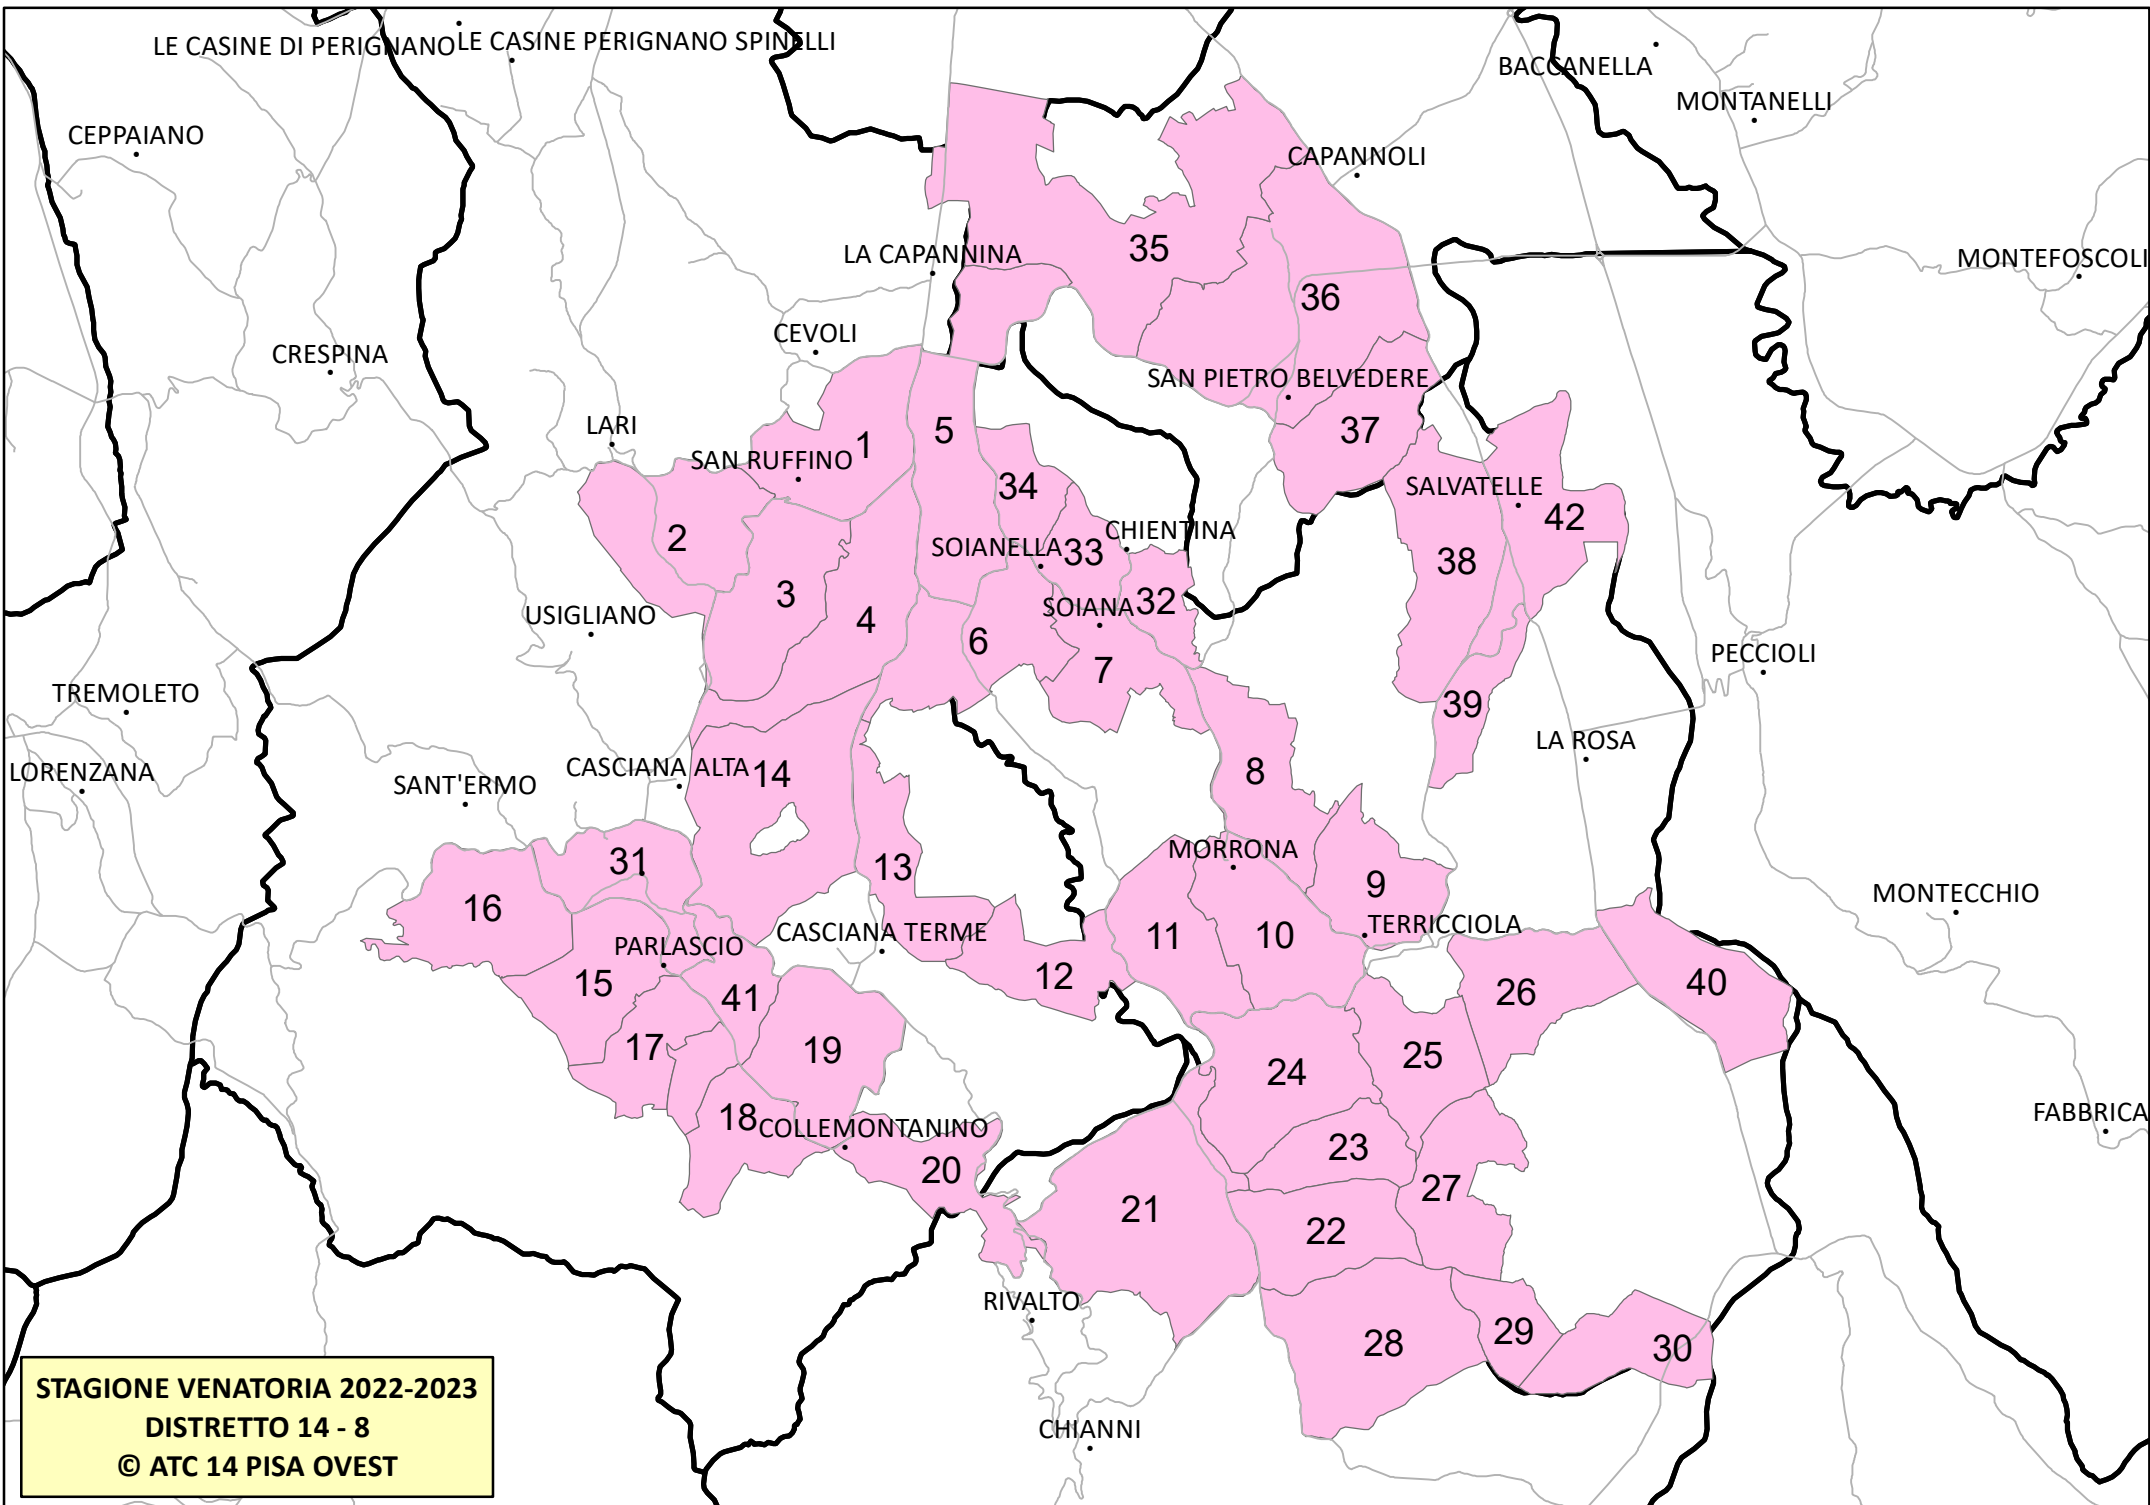 LE CASINE DI PERIGNANO
LE CASINE PERIGNANO SPINELLI
BACCANELLA
MONTANELLI
CEPPAIANO
CAPANNOLI
35
LA CAPANNINA
MONTEFOSCOLI
36
CEVOLI
CRESPINA
SAN PIETRO BELVEDERE
LARI
1
5
37
SAN RUFFINO
34
SALVATELLE
42
2
CHIENTINA
SOIANELLA
33
38
3
32
SOIANA
USIGLIANO
4
6
7
PECCIOLI
TREMOLETO
39
LA ROSA
LORENZANA
SANT'ERMO
CASCIANA ALTA
14
8
MORRONA
31
13
9
MONTECCHIO
16
TERRICCIOLA
CASCIANA TERME
11
10
PARLASCIO
12
15
41
26
40
17
19
25
24
FABBRICA
18
COLLEMONTANINO
23
20
27
21
22
RIVALTO
29
28
30
CHIANNI
STAGIONE VENATORIA 2022-2023
DISTRETTO 14 - 8
© ATC 14 PISA OVEST